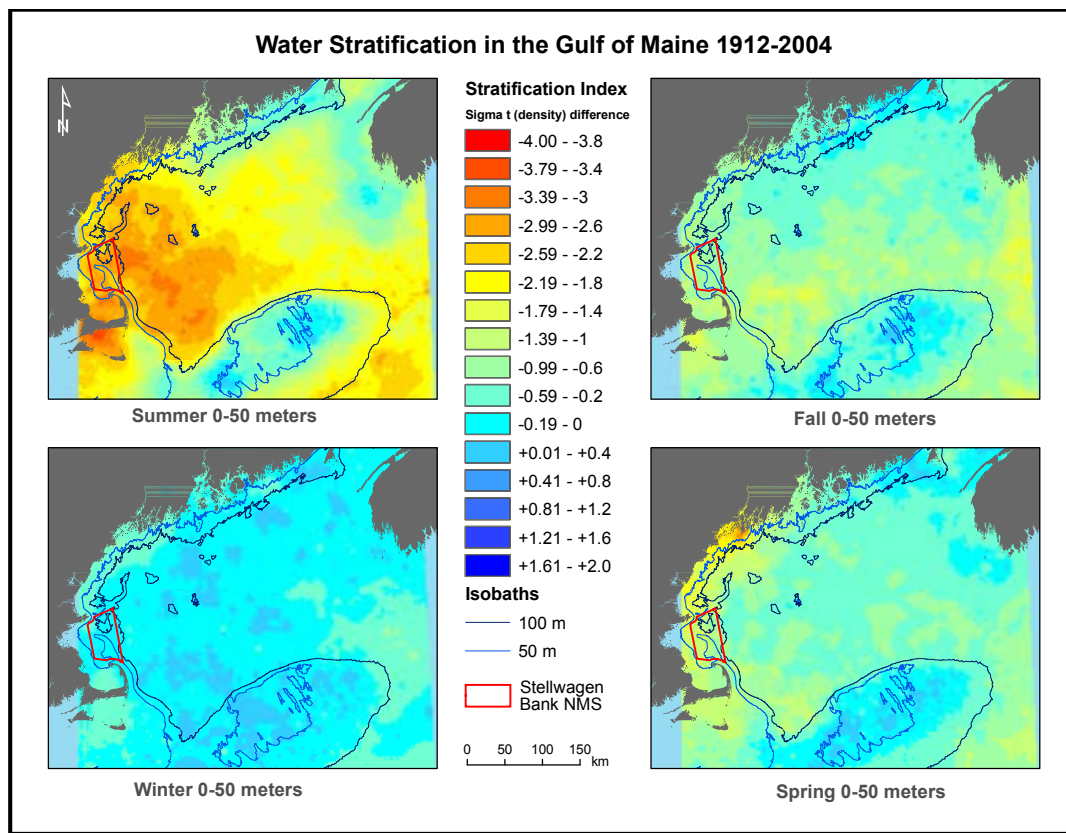 Water Stratification in the Gulf of Maine 1912-2004
N
Summer 0-50 meters
Stratification Index
Sigma t (density) difference
-4.00 - -3.8
-3.79 - -3.4
-3.39 - -3
-2.99 - -2.6
-2.59 - -2.2
-2.19 - -1.8
-1.79 - -1.4
-1.39 - -1
-0.99 - -0.6
-0.59 - -0.2
-0.19 - 0
+0.01 - +0.4
+0.41 - +0.8
+0.81 - +1.2
+1.21 - +1.6
+1.61 - +2.0
Isobaths
100 m
50 m
Stellwagen
Bank NMS
0 50 100 150
km
Fall 0-50 meters
Winter 0-50 meters
Spring 0-50 meters